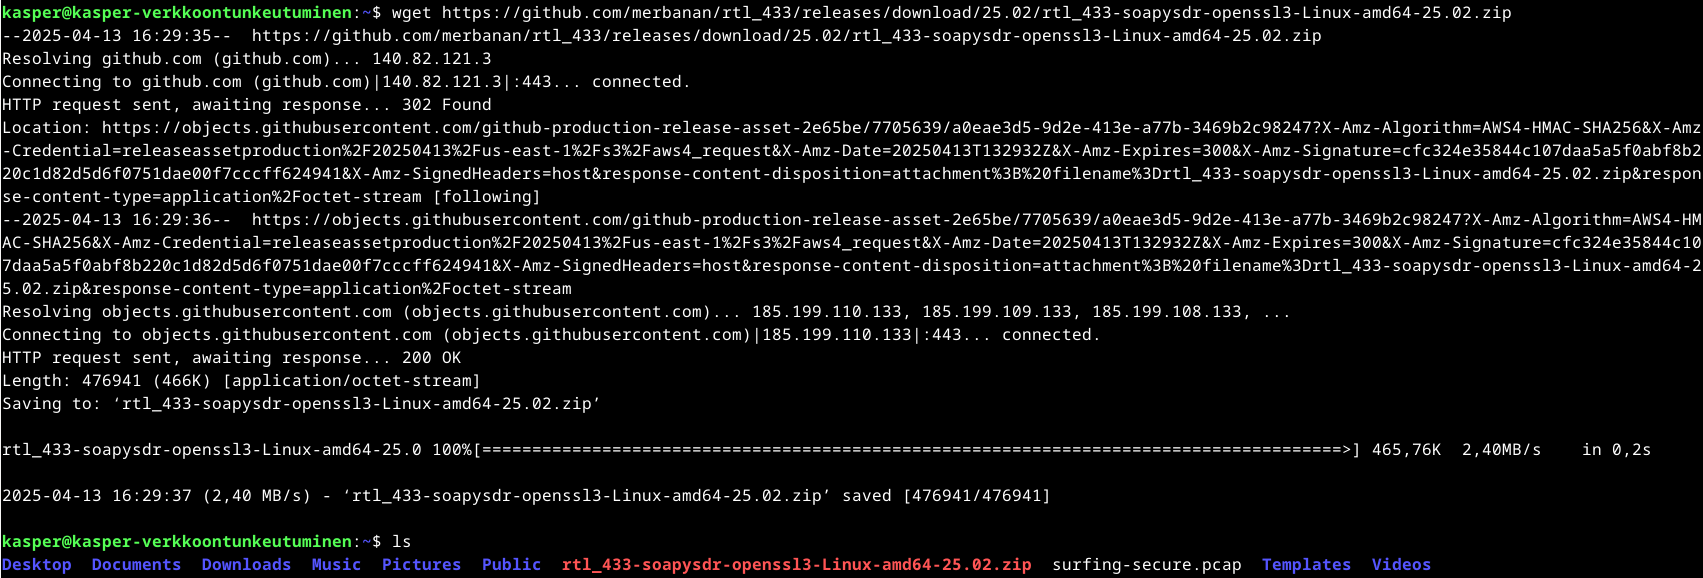 kasper@kasper-verkkoontunkeutuminen:~$ wget https://github.com/merbanan/rtl_433/releases/download/25.02/rtl_433-soapysdr-openssl3-Linux-amd64-25.02.zip
--2025-04-13 16:29:35--  https://github.com/merbanan/rtl_433/releases/download/25.02/rtl_433-soapysdr-openssl3-Linux-amd64-25.02.zip
Resolving github.com (github.com)... 140.82.121.3
Connecting to github.com (github.com)|140.82.121.3|:443... connected.
HTTP request sent, awaiting response... 302 Found
Location: https://objects.githubusercontent.com/github-production-release-asset-2e65be/7705639/a0eae3d5-9d2e-413e-a77b-3469b2c98247?X-Amz-Algorithm=AWS4-HMAC-SHA256&X-Amz
-Credential=releaseassetproduction%2F20250413%2Fus-east-1%2Fs3%2Faws4_request&X-Amz-Date=20250413T132932Z&X-Amz-Expires=300&X-Amz-Signature=cfc324e35844c107daa5a5f0abf8b2
20c1d82d5d6f0751dae00f7cccff624941&X-Amz-SignedHeaders=host&response-content-disposition=attachment%3B%20filename%3Drtl_433-soapysdr-openssl3-Linux-amd64-25.02.zip&respon
se-content-type=application%2Foctet-stream [following]
--2025-04-13 16:29:36--  https://objects.githubusercontent.com/github-production-release-asset-2e65be/7705639/a0eae3d5-9d2e-413e-a77b-3469b2c98247?X-Amz-Algorithm=AWS4-HM
AC-SHA256&X-Amz-Credential=releaseassetproduction%2F20250413%2Fus-east-1%2Fs3%2Faws4_request&X-Amz-Date=20250413T132932Z&X-Amz-Expires=300&X-Amz-Signature=cfc324e35844c10
7daa5a5f0abf8b220c1d82d5d6f0751dae00f7cccff624941&X-Amz-SignedHeaders=host&response-content-disposition=attachment%3B%20filename%3Drtl_433-soapysdr-openssl3-Linux-amd64-2
5.02.zip&response-content-type=application%2Foctet-stream
Resolving objects.githubusercontent.com (objects.githubusercontent.com)... 185.199.110.133, 185.199.109.133, 185.199.108.133, ...
Connecting to objects.githubusercontent.com (objects.githubusercontent.com)|185.199.110.133|:443... connected.
HTTP request sent, awaiting response... 200 OK
Length: 476941 (466K) [application/octet-stream]
Saving to: ‘rtl_433-soapysdr-openssl3-Linux-amd64-25.02.zip’
rtl_433-soapysdr-openssl3-Linux-amd64-25.0 100%[======================================================================================>] 465,76K  2,40MB/s    in 0,2s
2025-04-13 16:29:37 (2,40 MB/s) - ‘rtl_433-soapysdr-openssl3-Linux-amd64-25.02.zip’ saved [476941/476941]
kasper@kasper-verkkoontunkeutuminen:~$ ls
Desktop  Documents  Downloads  Music  Pictures  Public  rtl_433-soapysdr-openssl3-Linux-amd64-25.02.zip  surfing-secure.pcap  Templates  Videos